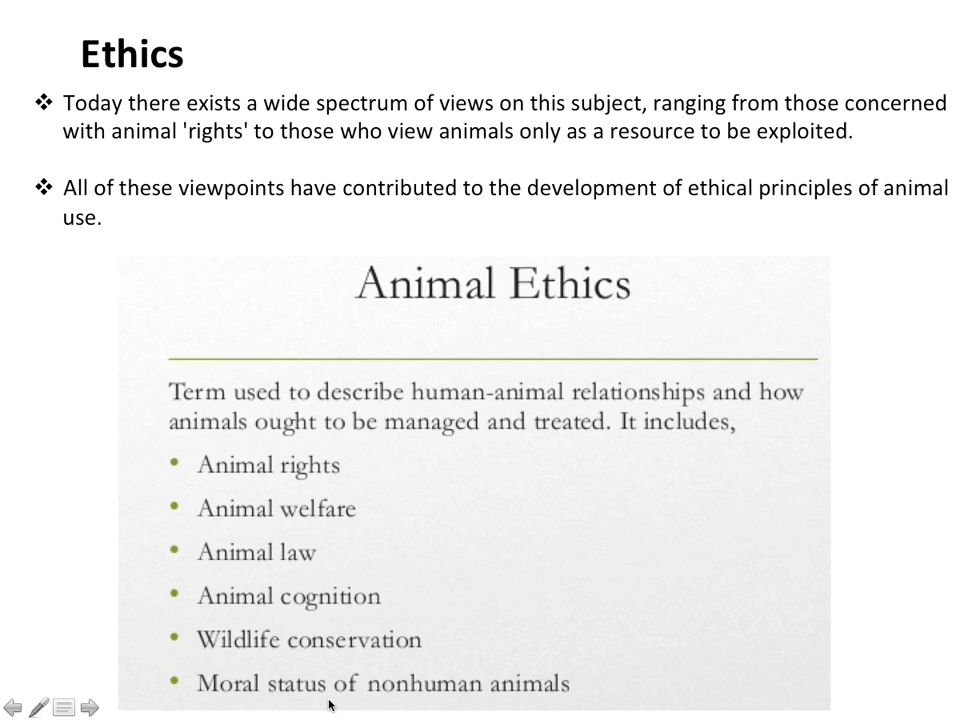 Ethics
❖ Today there exists a wide spectrum of views on this subject, ranging from those concerned
with animal 'rights' to those who view animals only as a resource to be exploited.
❖ All of these viewpoints have contributed to the development of ethical principles of animal
use.
Animal Ethics
Term used to describe human-animal relationships and how
animals ought to be managed and treated. It includes,
• Animal rights
• Animal welfare
• Animal law
• Animal cognition
• Wildlife conservation
• Moral status of nonhuman animals